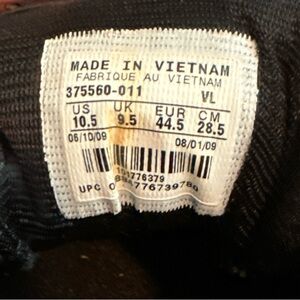 MADE IN VIETNAM
FABRIQUE AU VIETNAM
375560-011 VL
US UK EUR CM
10.5 9.5 44.5 28.5
06/10/09 08/01/09
UPC